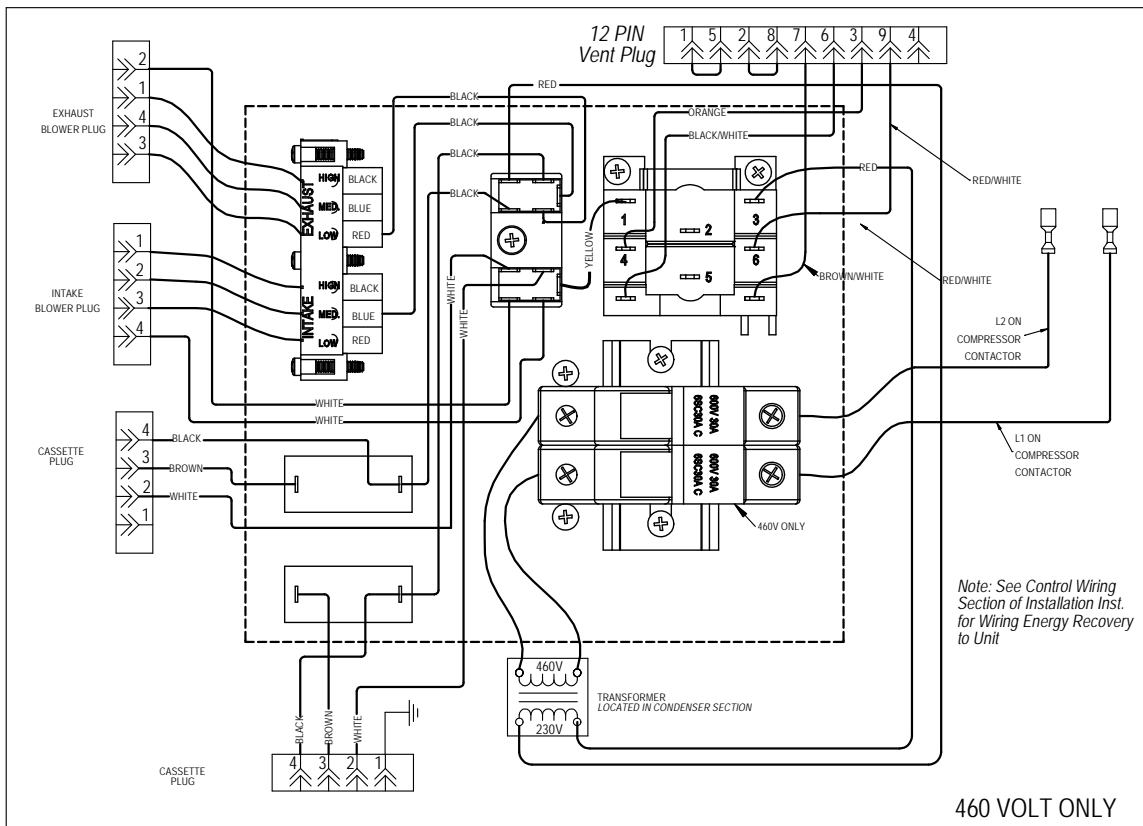 12 PIN
Vent Plug
1 5 2 8 7 6 3 9 4
2
1
4
3
EXHAUST
BLOWER PLUG
BLACK
RED
BLACK
BLACK
BLACK
ORANGE
BLACK/WHITE
RED
RED/WHITE
RED/WHITE
BROWN/WHITE
EXHAUST
HIGH
BLACK
MED.
BLUE
LOW
RED
YELLOW
1
2
3
4
5
6
1
2
3
4
INTAKE
BLOWER PLUG
INTAKE
HIGH
BLACK
MED.
BLUE
LOW
RED
WHITE
WHITE
WHITE
WHITE
WHITE
L2 ON
COMPRESSOR
CONTACTOR
L1 ON
COMPRESSOR
CONTACTOR
600V 30A
6SC30A C
600V 30A
6SC30A C
460V ONLY
CASSETTE
PLUG
4
3
2
1
BLACK
BROWN
WHITE
Note: See Control Wiring
Section of Installation Inst.
for Wiring Energy Recovery
to Unit
460V
230V
TRANSFORMER
LOCATED IN CONDENSER SECTION
BLACK
BROWN
WHITE
4 3 2 1
CASSETTE
PLUG
460 VOLT ONLY